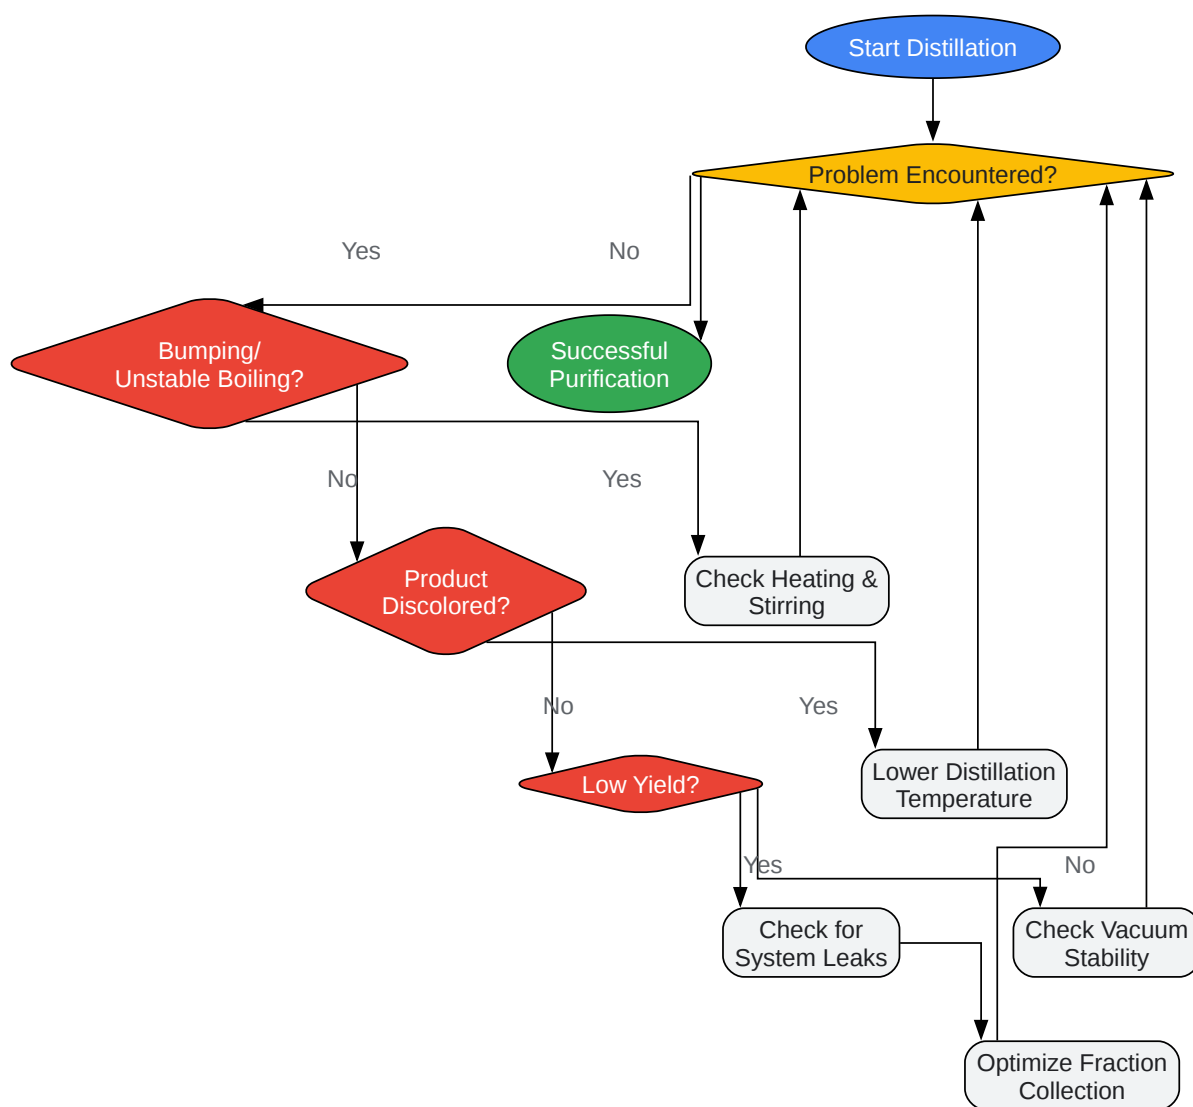 Start Distillation
Problem Encountered?
Yes
No
Bumping/
Unstable Boiling?
Successful
Purification
No
Yes
Product
Discolored?
Check Heating &
Stirring
No
Yes
Low Yield?
Lower Distillation
Temperature
Yes
No
Check for
System Leaks
Check Vacuum
Stability
Optimize Fraction
Collection